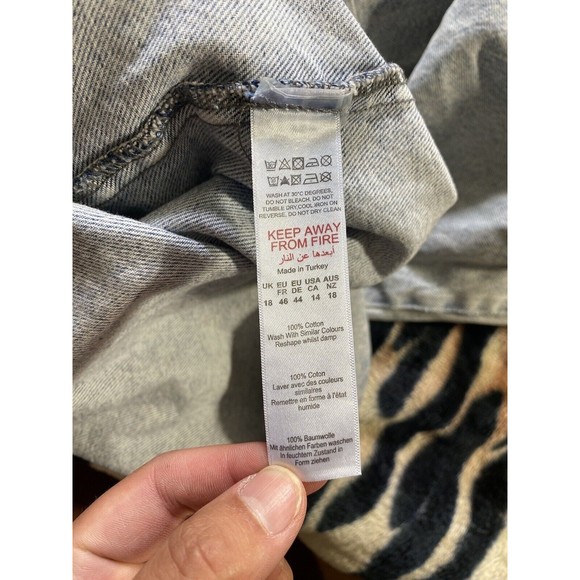 WASH AT 30°C DEGREES,
DO NOT BLEACH, DO NOT
TUMBLE DRY,COOL IRON ON
REVERSE, DO NOT DRY CLEAN
KEEP AWAY
FROM FIRE
أبعدها عن النار
Made in Turkey
UK EU EU USA AUS
FR DE CA NZ
18 46 44 14 18
100% Cotton
Wash With Similar Colours
Reshape whilst damp
100% Coton
Laver avec des couleurs
similaires
Remettre en forme à l'état
humide
100% Baumwolle
Mit ähnlichen Farben waschen
In feuchtem Zustand in
Form ziehen